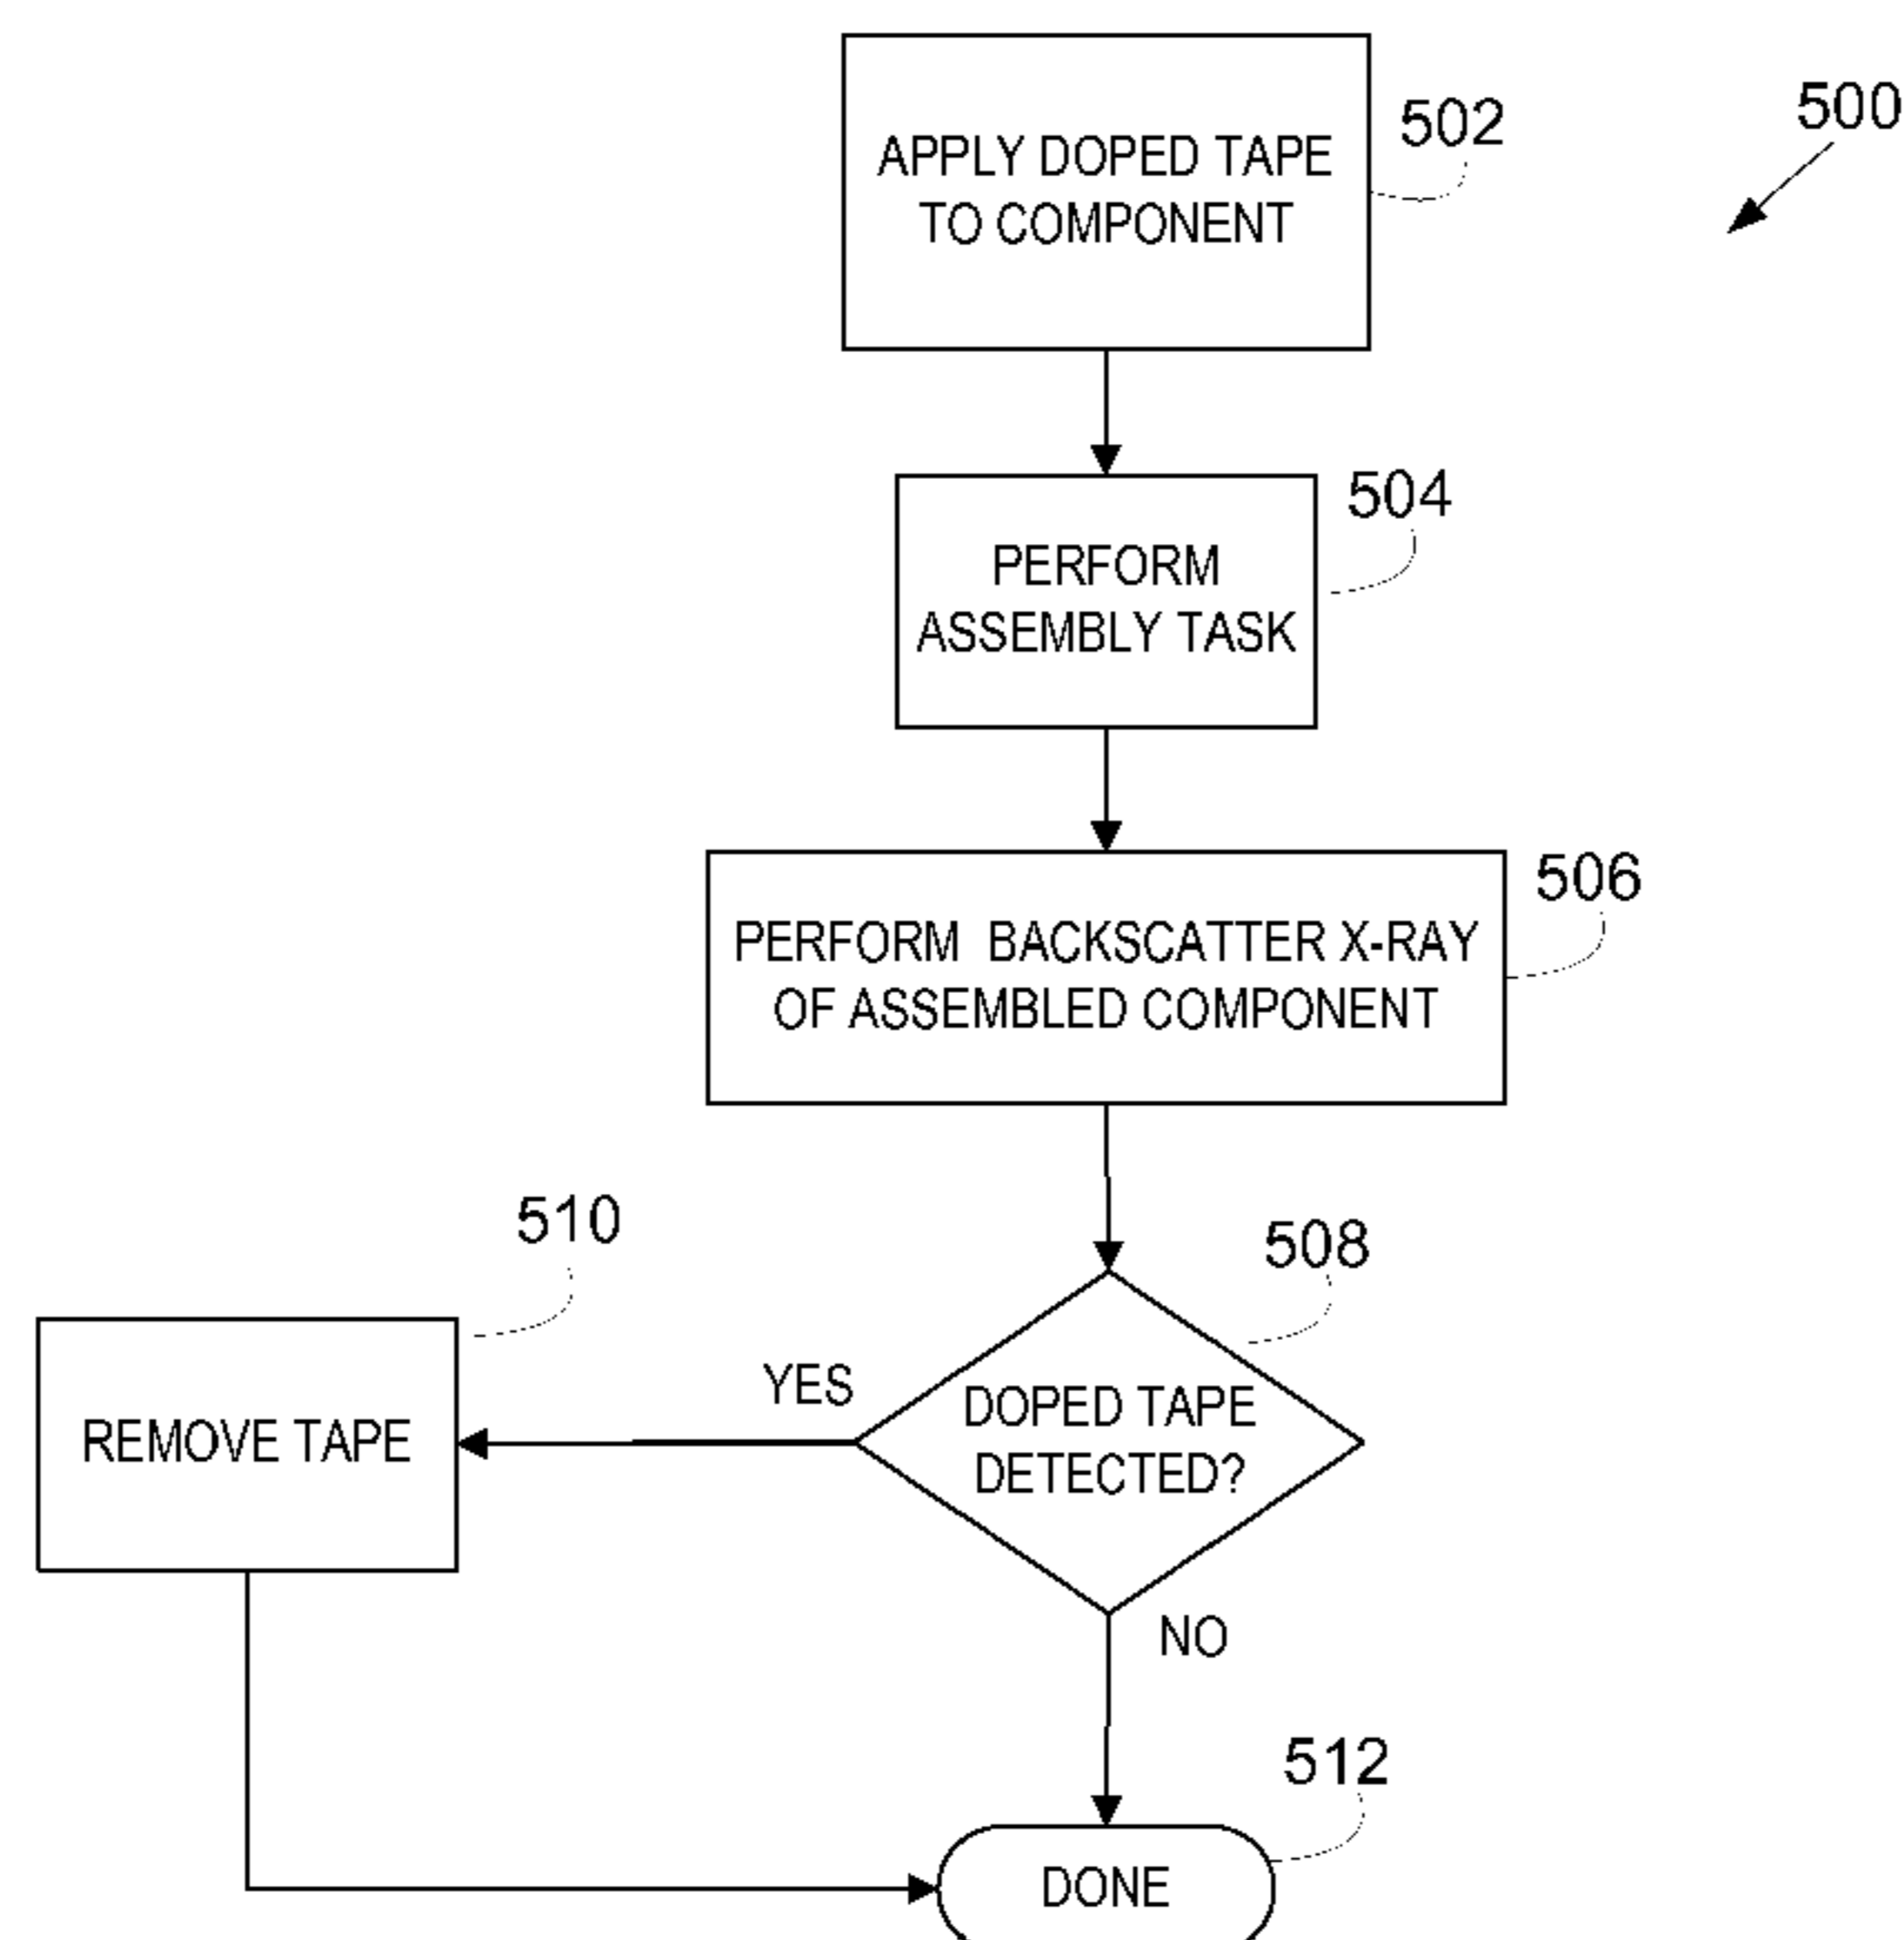 500
502
APPLY DOPED TAPE
TO COMPONENT
504
PERFORM
ASSEMBLY TASK
506
PERFORM BACKSCATTER X-RAY
OF ASSEMBLED COMPONENT
508
DOPED TAPE
DETECTED?
YES
510
REMOVE TAPE
NO
512
DONE